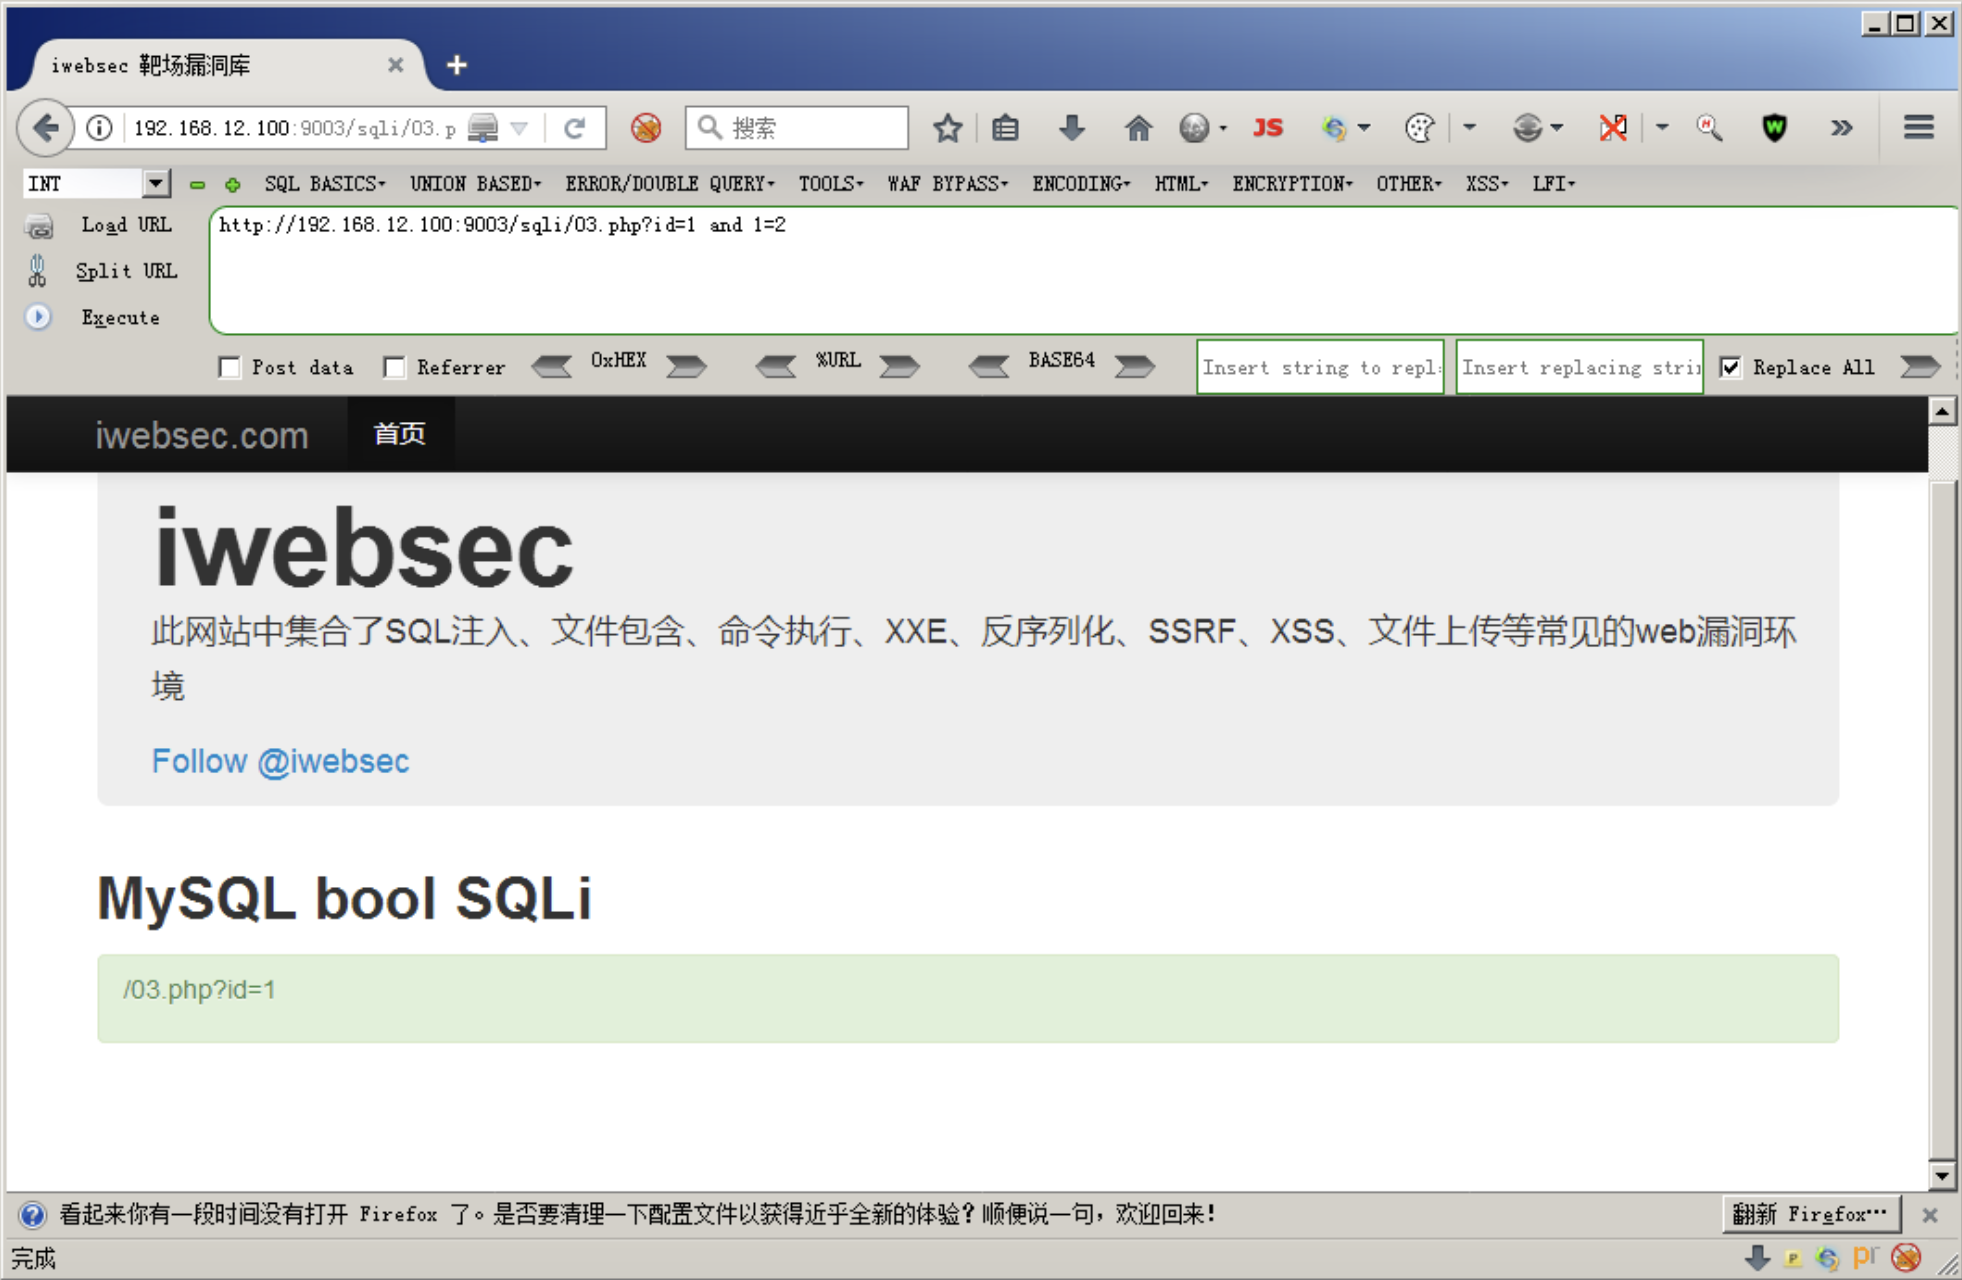 iwebsec 靶场漏洞库
192.168.12.100:9003/sqli/03.p
搜索
JS
INT SQL BASICS UNION BASED ERROR/DOUBLE QUERY TOOLS WAF BYPASS ENCODING HTML ENCRYPTION OTHER XSS LFI
Load URL
http://192.168.12.100:9003/sqli/03.php?id=1 and 1=2
Split URL
Execute
Post data Referrer 0xHEX %URL BASE64 Insert string to repl Insert replacing stri Replace All
iwebsec.com 首页
iwebsec
此网站中集合了SQL注入、文件包含、命令执行、XXE、反序列化、SSRF、XSS、文件上传等常见的web漏洞环
境
Follow @iwebsec
MySQL bool SQLi
/03.php?id=1
看起来你有一段时间没有打开 Firefox 了。是否要清理一下配置文件以获得近乎全新的体验？顺便说一句，欢迎回来！
翻新 Firefox…
完成